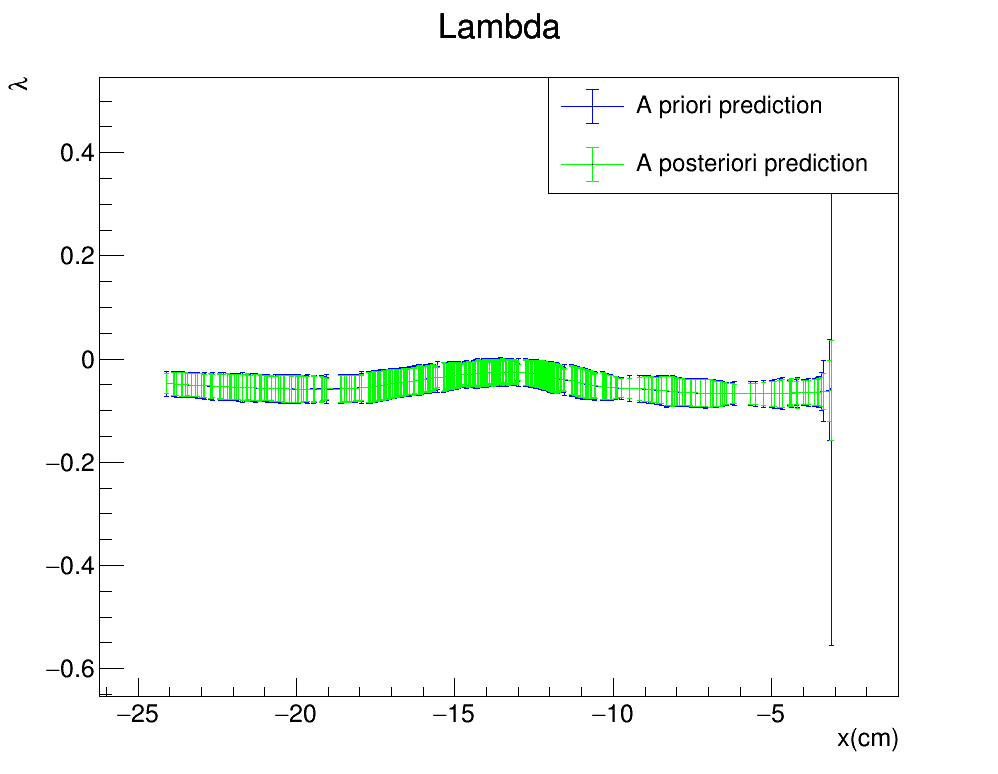 Lambda
λ
A priori prediction
A posteriori prediction
0.4
0.2
0
−0.2
−0.4
−0.6
−25 −20 −15 −10 −5
x(cm)